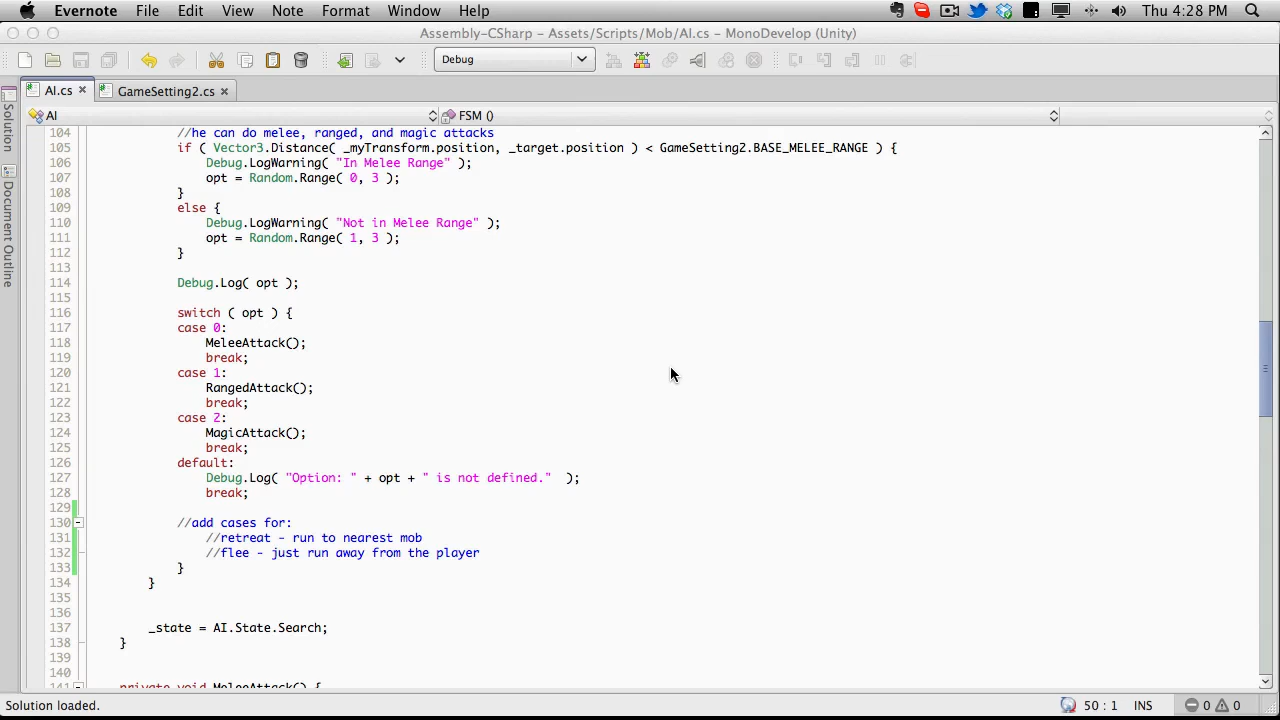 Evernote File Edit View Note Format Window Help Thu 4:28 PM
Assembly-CSharp - Assets/Scripts/Mob/AI.cs - MonoDevelop (Unity)
Debug
AI.cs GameSetting2.cs
AI FSM ()
Solution
Document Outline
104 //he can do melee, ranged, and magic attacks
105 if ( Vector3.Distance( _myTransform.position, _target.position ) < GameSetting2.BASE_MELEE_RANGE ) {
106 Debug.LogWarning( "In Melee Range" );
107 opt = Random.Range( 0, 3 );
108 }
109 else {
110 Debug.LogWarning( "Not in Melee Range" );
111 opt = Random.Range( 1, 3 );
112 }
113
114 Debug.Log( opt );
115
116 switch ( opt ) {
117 case 0:
118 MeleeAttack();
119 break;
120 case 1:
121 RangedAttack();
122 break;
123 case 2:
124 MagicAttack();
125 break;
126 default:
127 Debug.Log( "Option: " + opt + " is not defined." );
128 break;
129
130 //add cases for:
131 //retreat - run to nearest mob
132 //flee - just run away from the player
133 }
134 }
135
136
137 _state = AI.State.Search;
138 }
139
140
141 private void MeleeAttack() {
Solution loaded. 50 : 1 INS 0 0